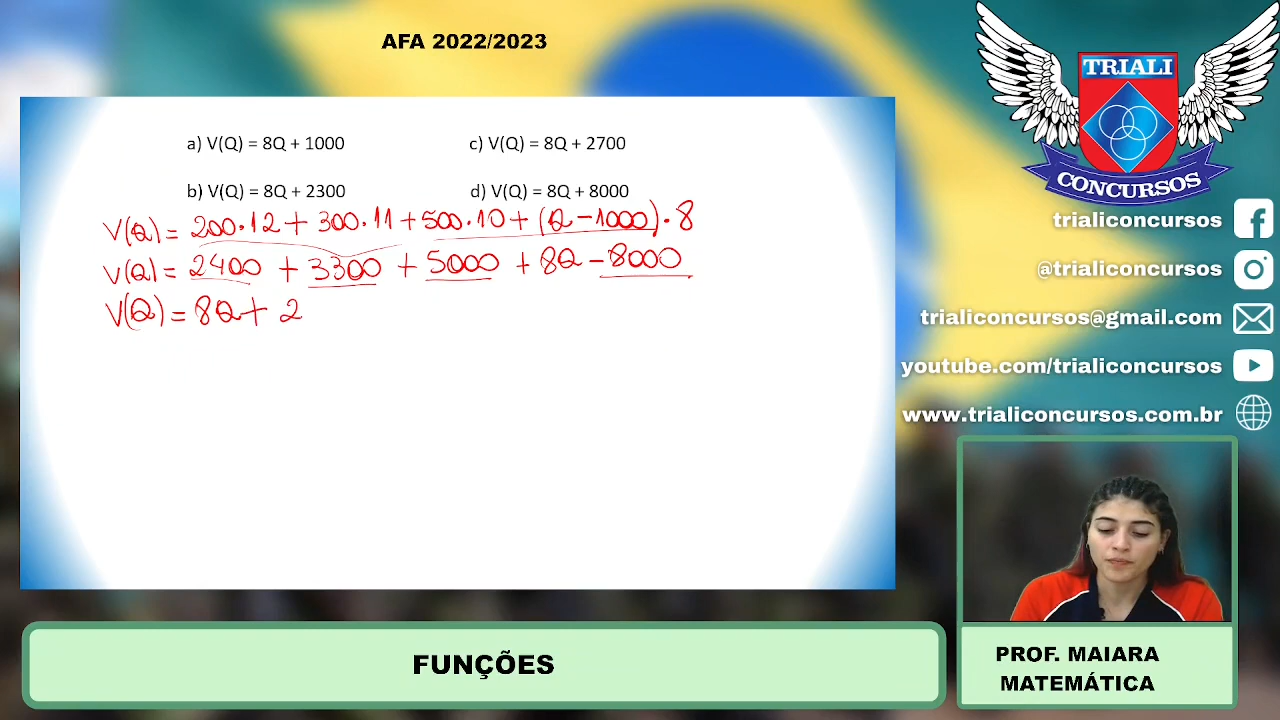 AFA 2022/2023
a) V(Q) = 8Q + 1000
c) V(Q) = 8Q + 2700
b) V(Q) = 8Q + 2300
d) V(Q) = 8Q + 8000
V(Q) = 200.12 + 300.11 + 500.10 + (Q - 1000).8
V(Q) = 2400 + 3300 + 5000 + 8Q - 8000
V(Q) = 8Q + 2
TRIALI
CONCURSOS
trialiconcursos
@trialiconcursos
trialiconcursos@gmail.com
youtube.com/trialiconcursos
www.trialiconcursos.com.br
FUNÇÕES
PROF. MAIARA
MATEMÁTICA